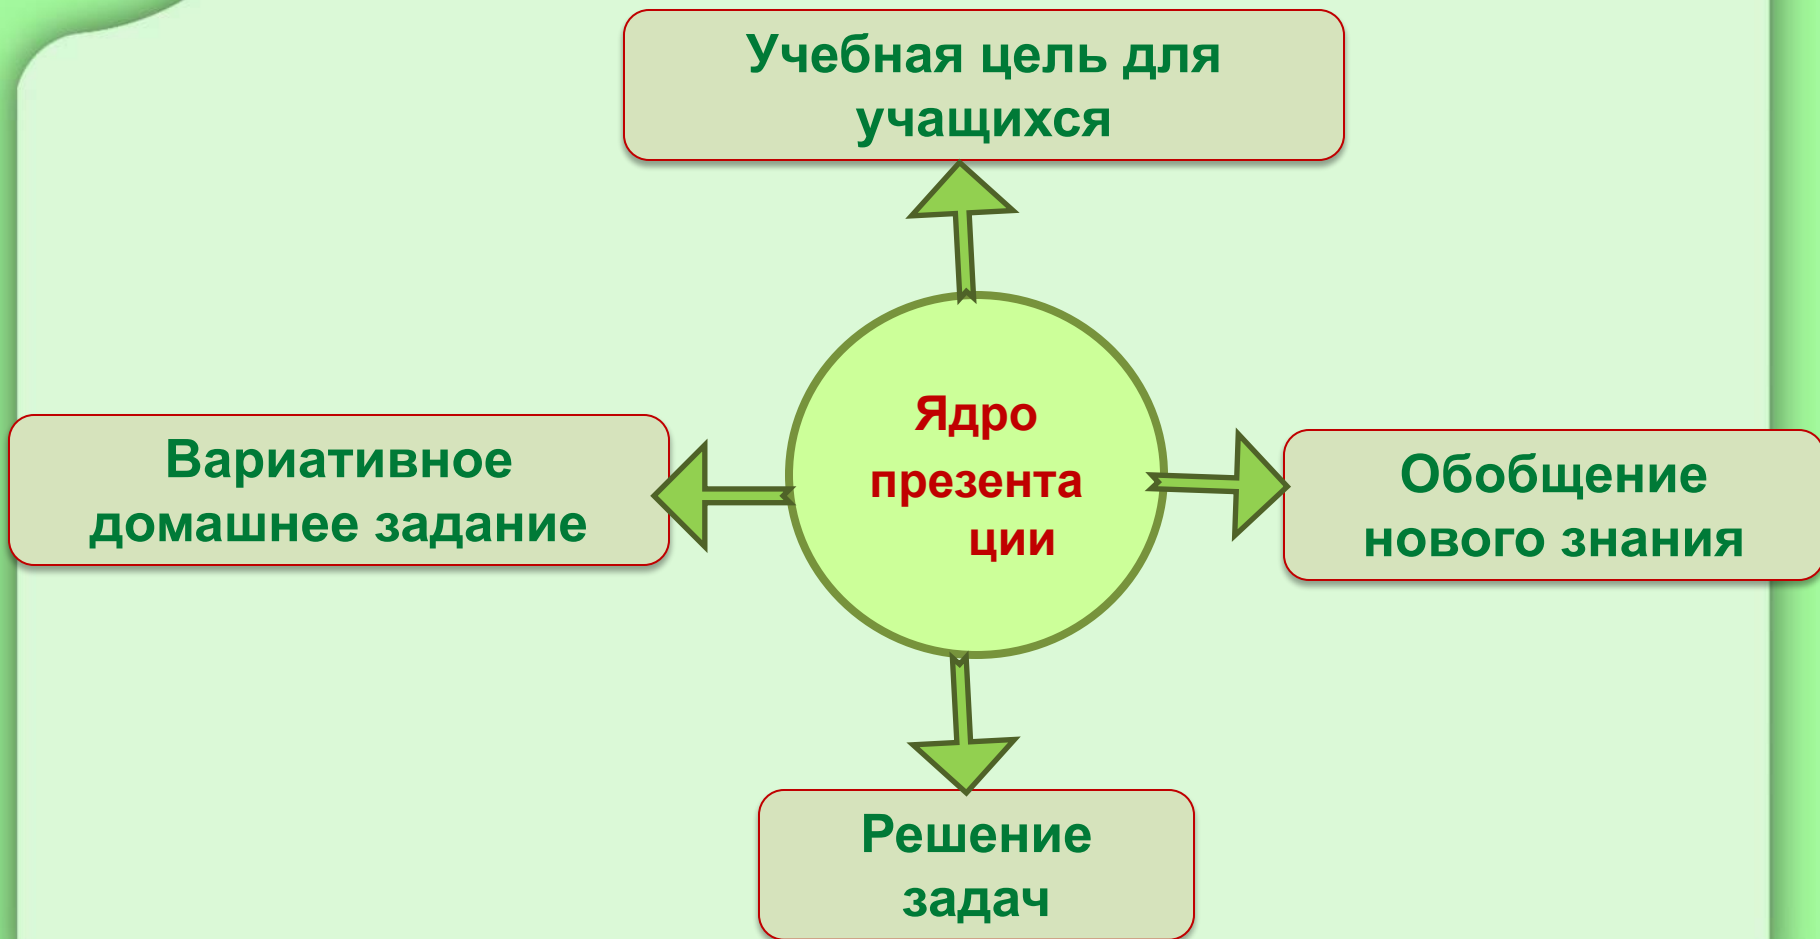 Учебная цель для
учащихся
Ядро
презента
ции
Вариативное
домашнее задание
Обобщение
нового знания
Решение
задач